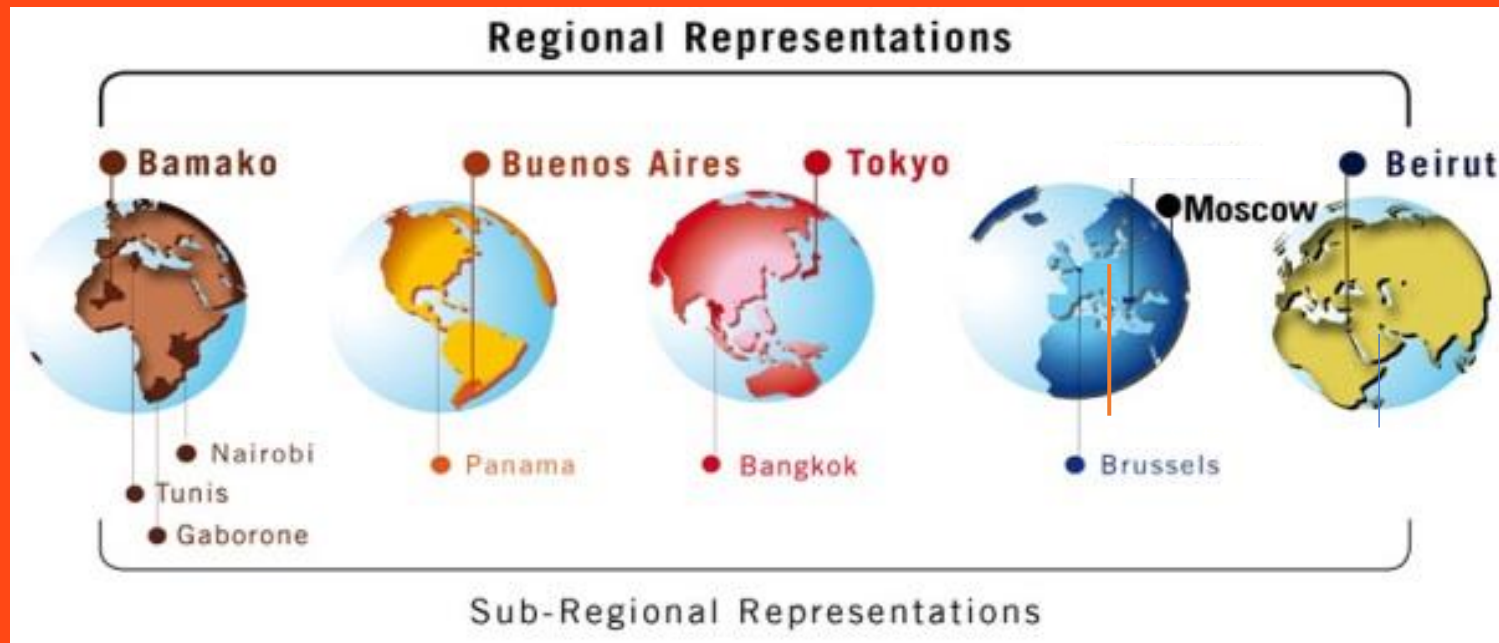 Regional Representations
Bamako
Buenos Aires
Tokyo
Beirut
Moscow
Nairobi
Panama
Bangkok
Brussels
Tunis
Gaborone
Sub-Regional Representations